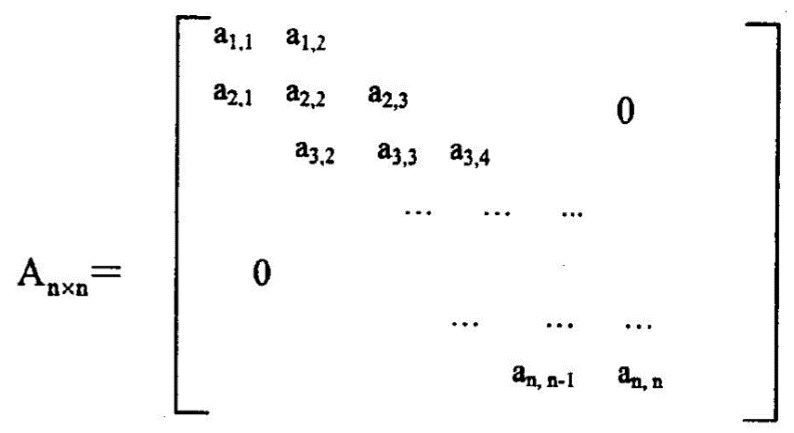 a1,1 a1,2
a2,1 a2,2 a2,3 0
a3,2 a3,3 a3,4
... ... ...
An×n= 0
... ... ...
an, n-1 an, n